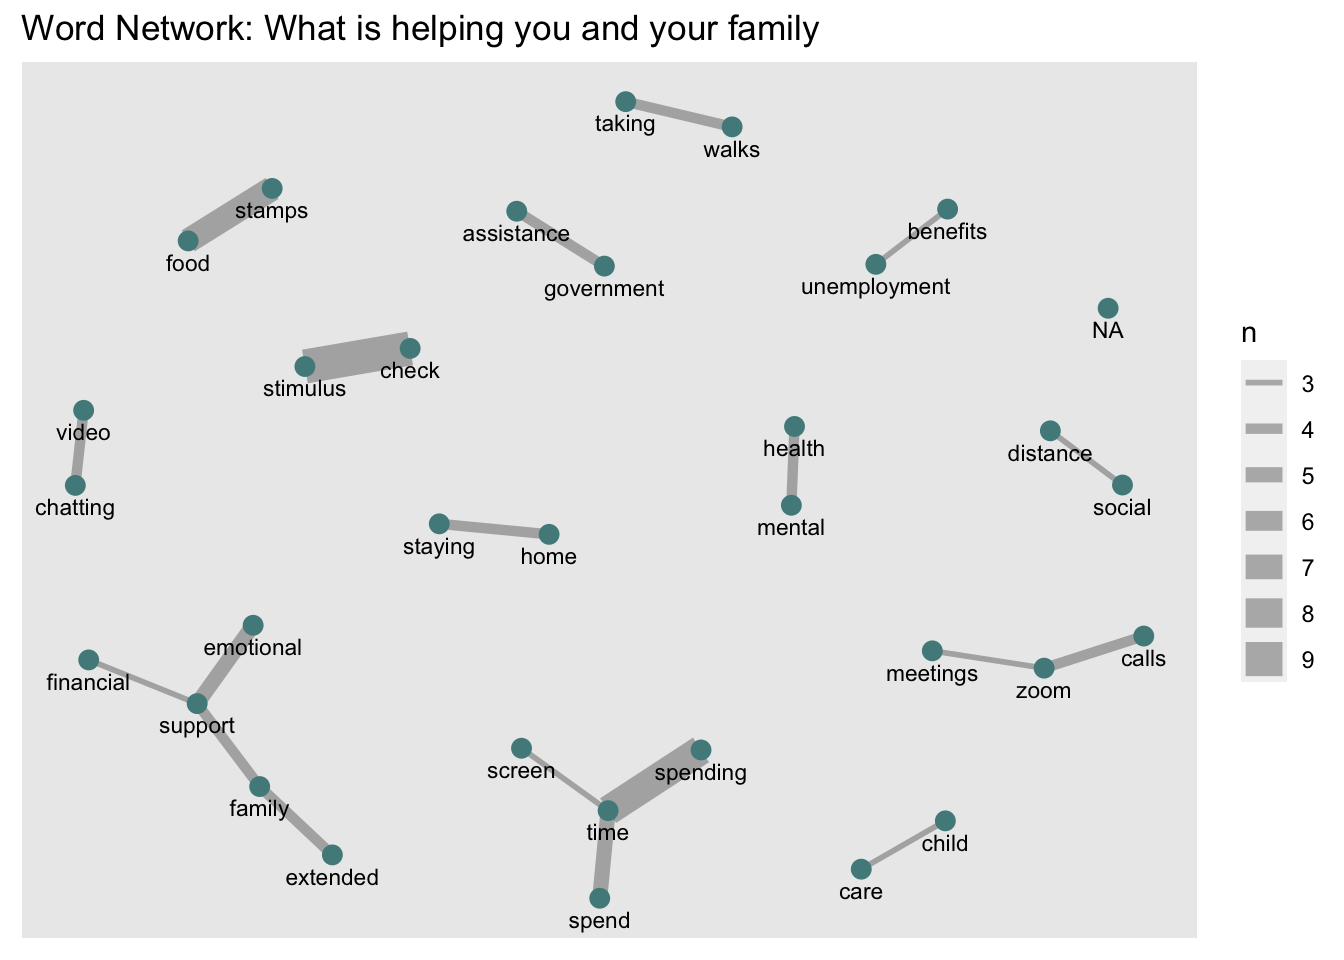 Word Network: What is helping you and your family
taking
walks
stamps
food
assistance
government
benefits
unemployment
NA
stimulus
check
video
chatting
health
mental
distance
social
staying
home
emotional
financial
support
family
extended
meetings
zoom
calls
screen
spending
time
spend
child
care
n
3
4
5
6
7
8
9